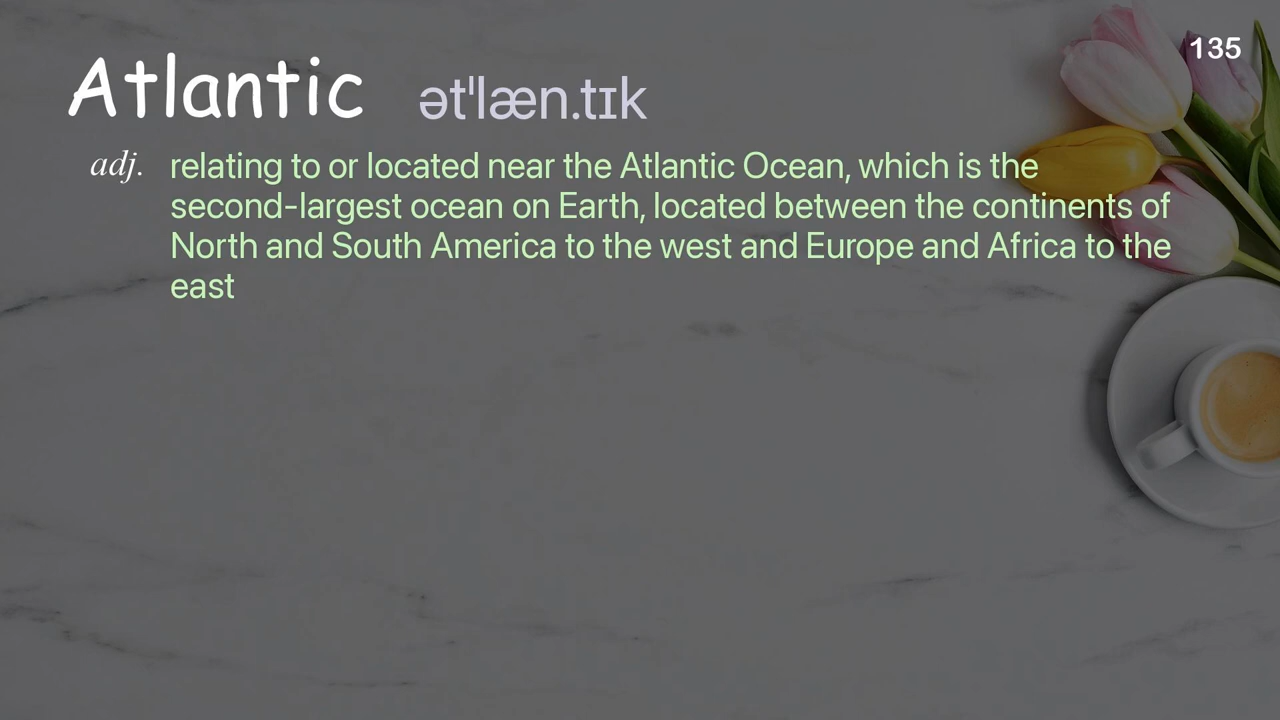 135
Atlantic ət'læn.tɪk
adj. relating to or located near the Atlantic Ocean, which is the
second-largest ocean on Earth, located between the continents of
North and South America to the west and Europe and Africa to the
east